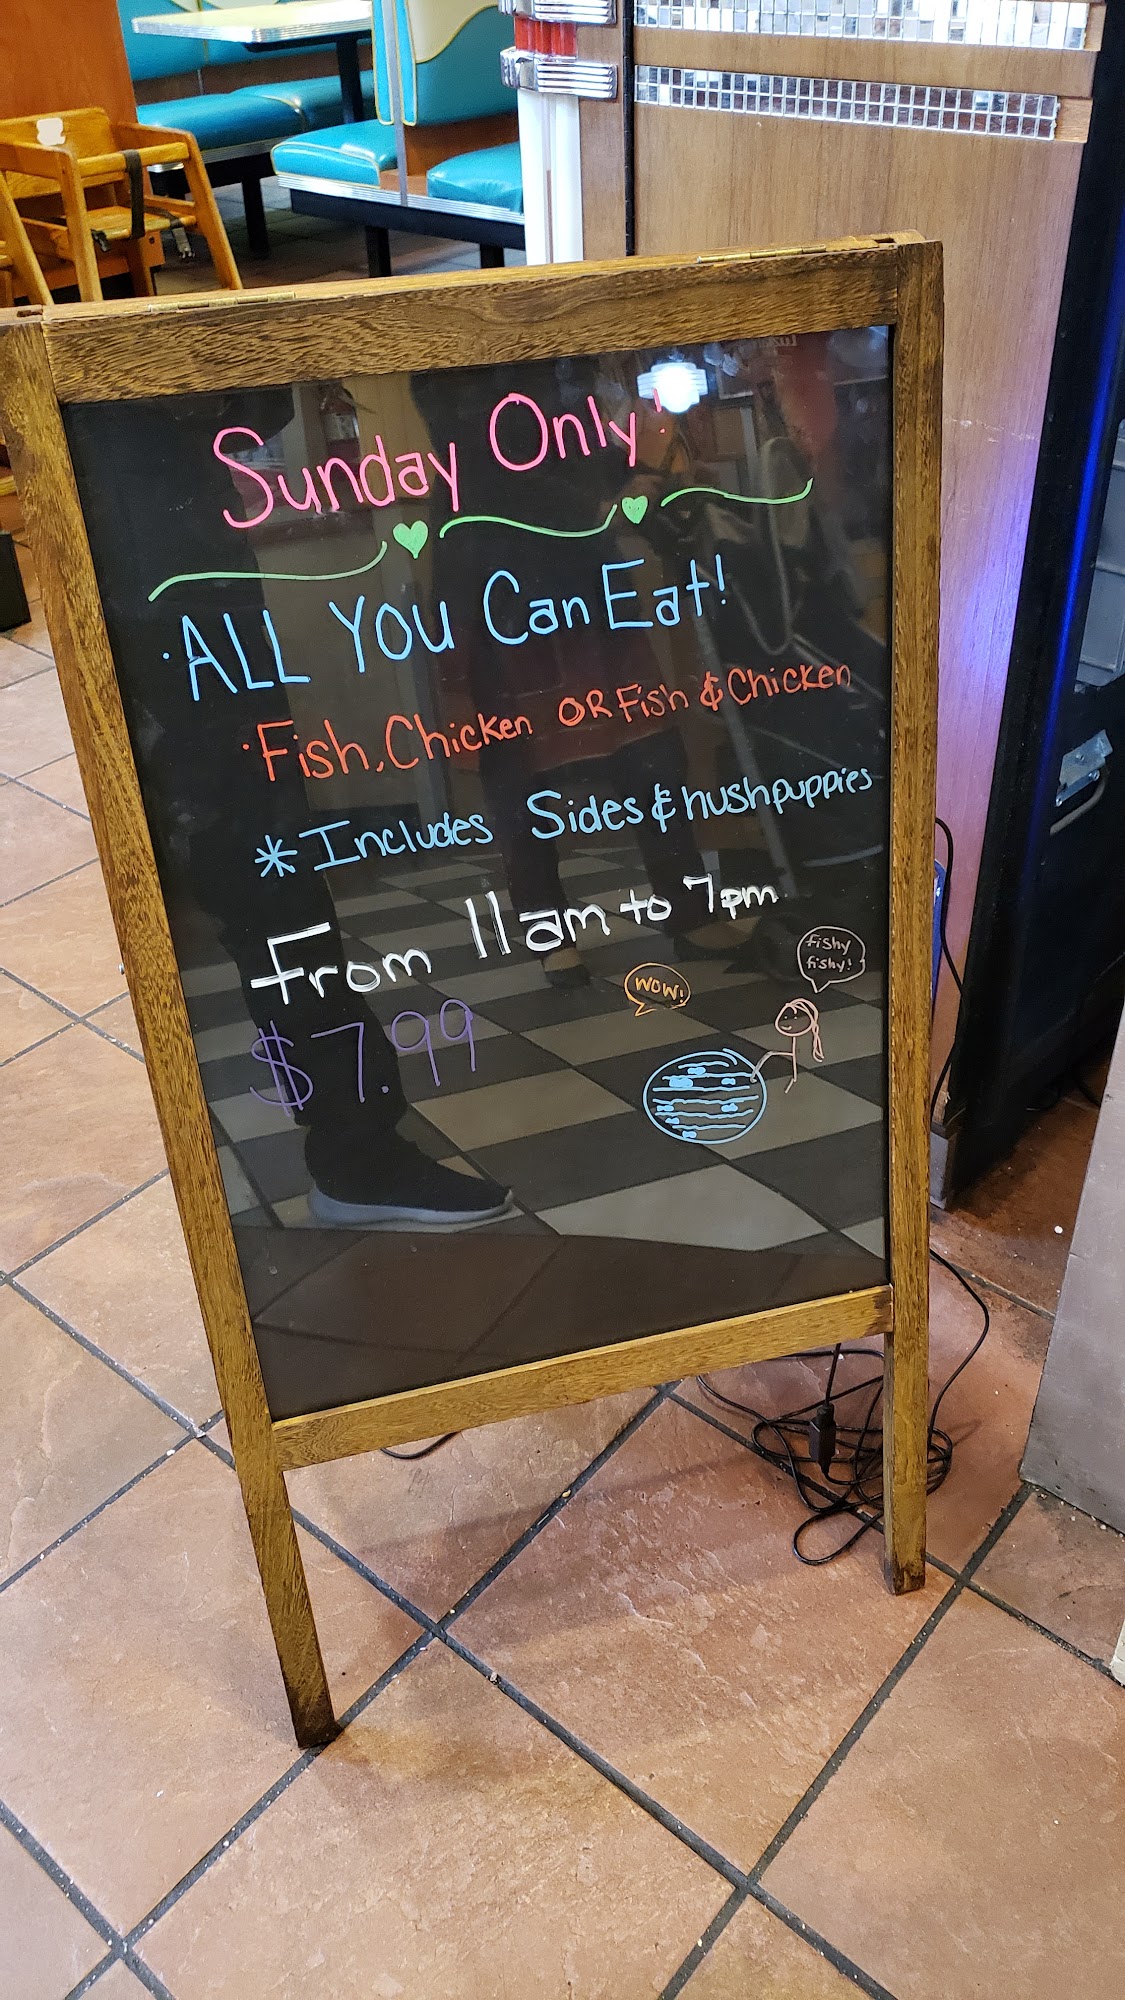 Sunday Only!
• ALL You Can Eat!
• Fish, Chicken OR Fish & Chicken
* Includes Sides & hushpuppies
From 11am to 7pm
$7.99
fishy
fishy!
WOW!